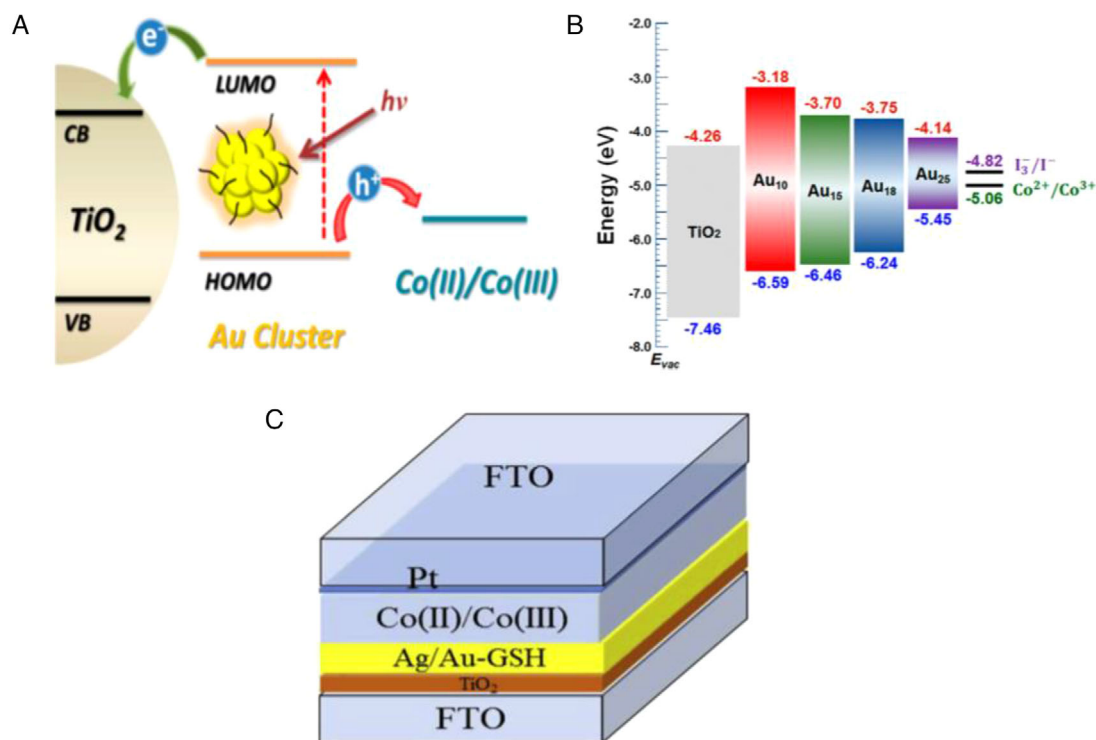 A
e⁻
LUMO
CB
hν
h⁺
TiO₂
HOMO
Co(II)/Co(III)
VB
Au Cluster
B
Energy (eV)
-2.0
-3.0
-4.0
-5.0
-6.0
-7.0
-8.0
E_vac
-4.26
TiO₂
-7.46
-3.18
Au₁₀
-6.59
-3.70
Au₁₅
-6.46
-3.75
Au₁₈
-6.24
-4.14
Au₂₅
-5.45
-4.82 I₃⁻/I⁻
Co²⁺/Co³⁺
-5.06
C
FTO
Pt
Co(II)/Co(III)
Ag/Au-GSH
TiO₂
FTO